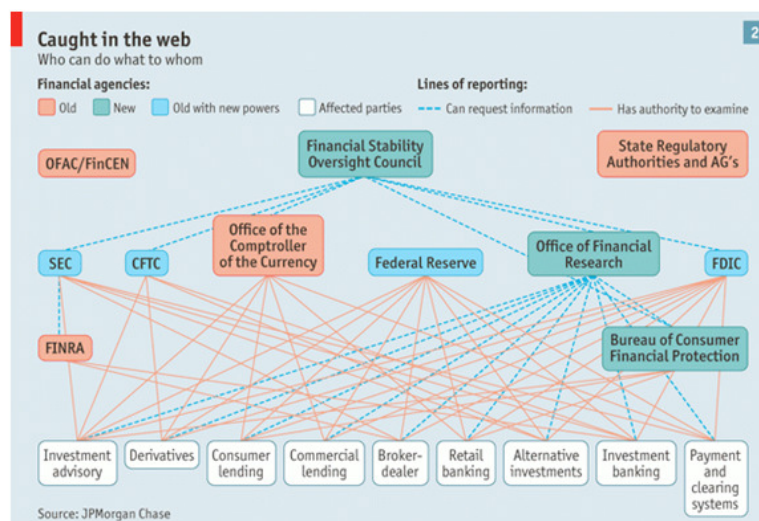 2
Caught in the web
Who can do what to whom
Financial agencies:
Old
New
Old with new powers
Affected parties
Lines of reporting:
Can request information
Has authority to examine
OFAC/FinCEN
Financial Stability
Oversight Council
State Regulatory
Authorities and AG's
SEC
CFTC
Office of the
Comptroller
of the Currency
Federal Reserve
Office of Financial
Research
FDIC
FINRA
Bureau of Consumer
Financial Protection
Investment
advisory
Derivatives
Consumer
lending
Commercial
lending
Broker-
dealer
Retail
banking
Alternative
investments
Investment
banking
Payment
and
clearing
systems
Source: JPMorgan Chase